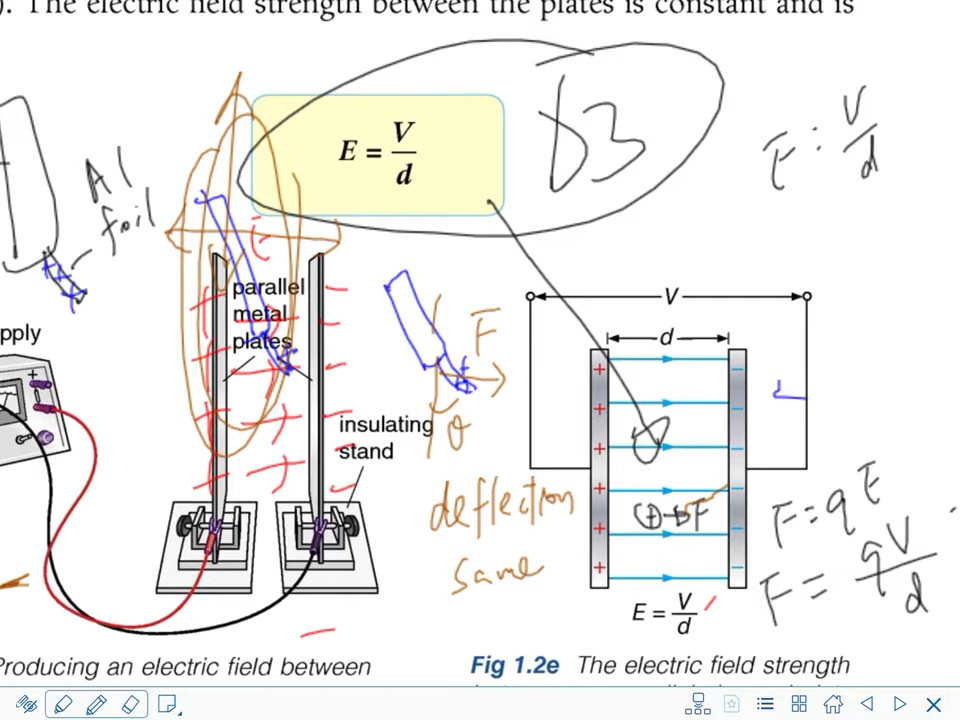 ). The electric field strength between the plates is constant and is
D3
E = V/d
E = V/d
Al
foil
parallel
metal
plates
pply
+
F
V
d
θ
insulating
stand
deflection
same
+ → F
F = qE
F = qV/d
E = V/d
Producing an electric field between
Fig 1.2e The electric field strength